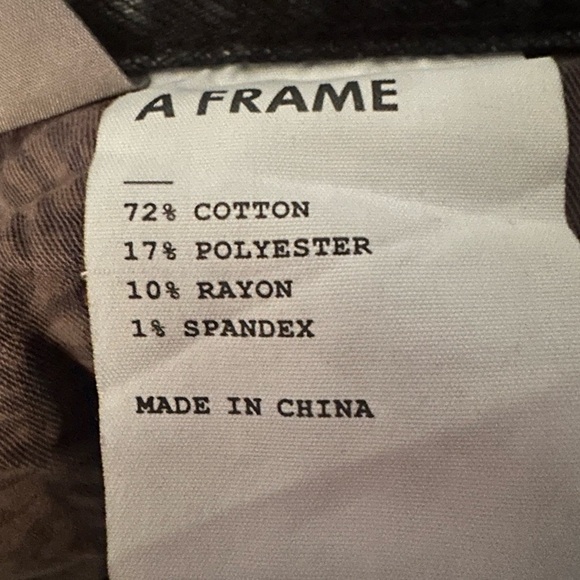 A FRAME
—
72% COTTON
17% POLYESTER
10% RAYON
1% SPANDEX
MADE IN CHINA